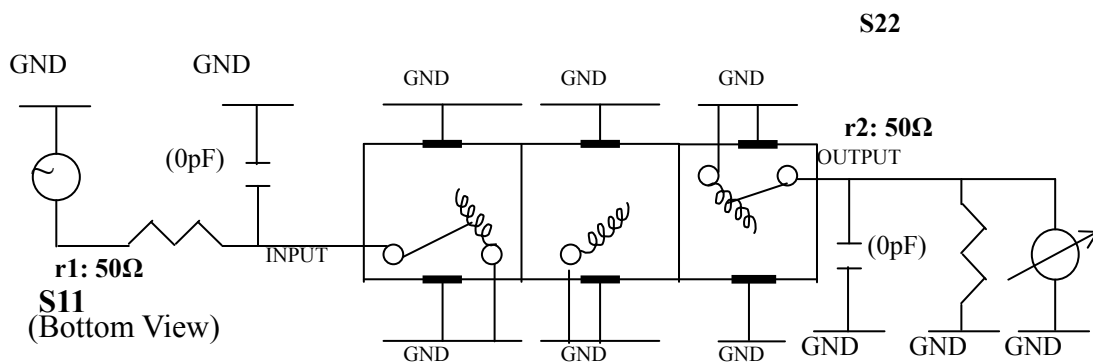 S22
GND
GND
GND
GND
GND
r2: 50Ω
(0pF)
OUTPUT
INPUT
(0pF)
r1: 50Ω
S11
(Bottom View)
GND
GND
GND
GND
GND
GND